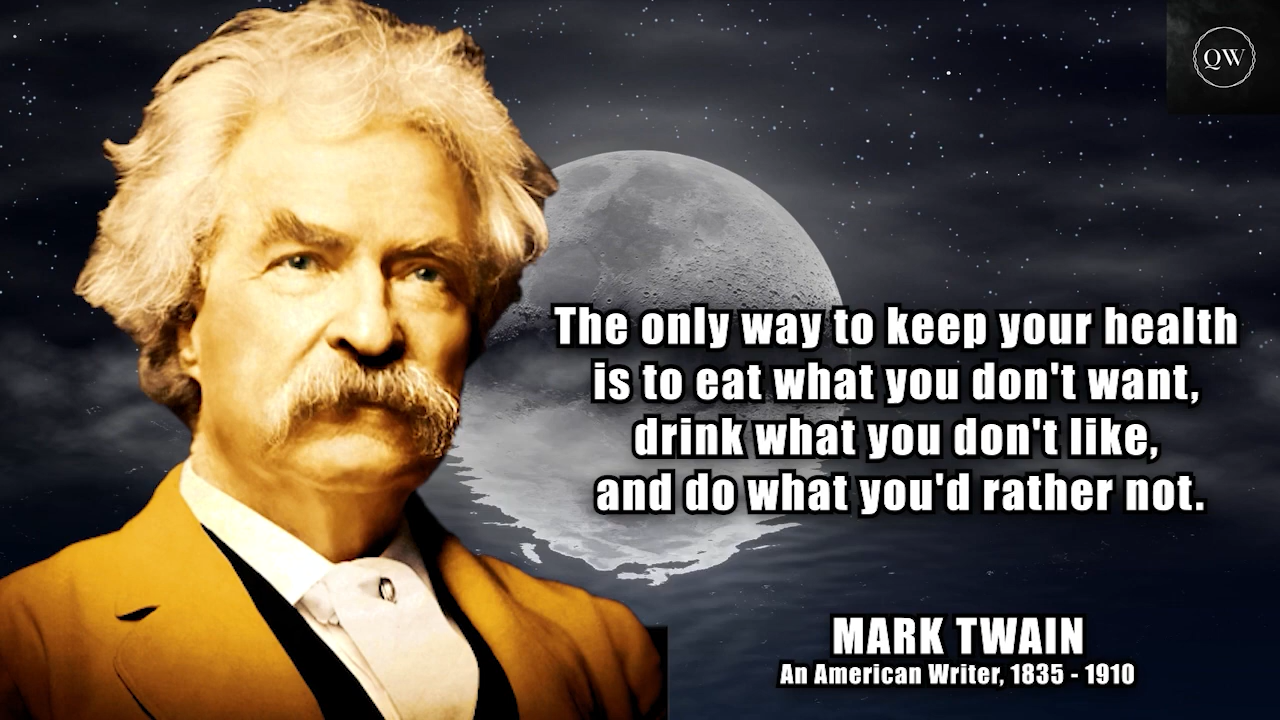 QW
The only way to keep your health
is to eat what you don't want,
drink what you don't like,
and do what you'd rather not.
MARK TWAIN
An American Writer, 1835 - 1910